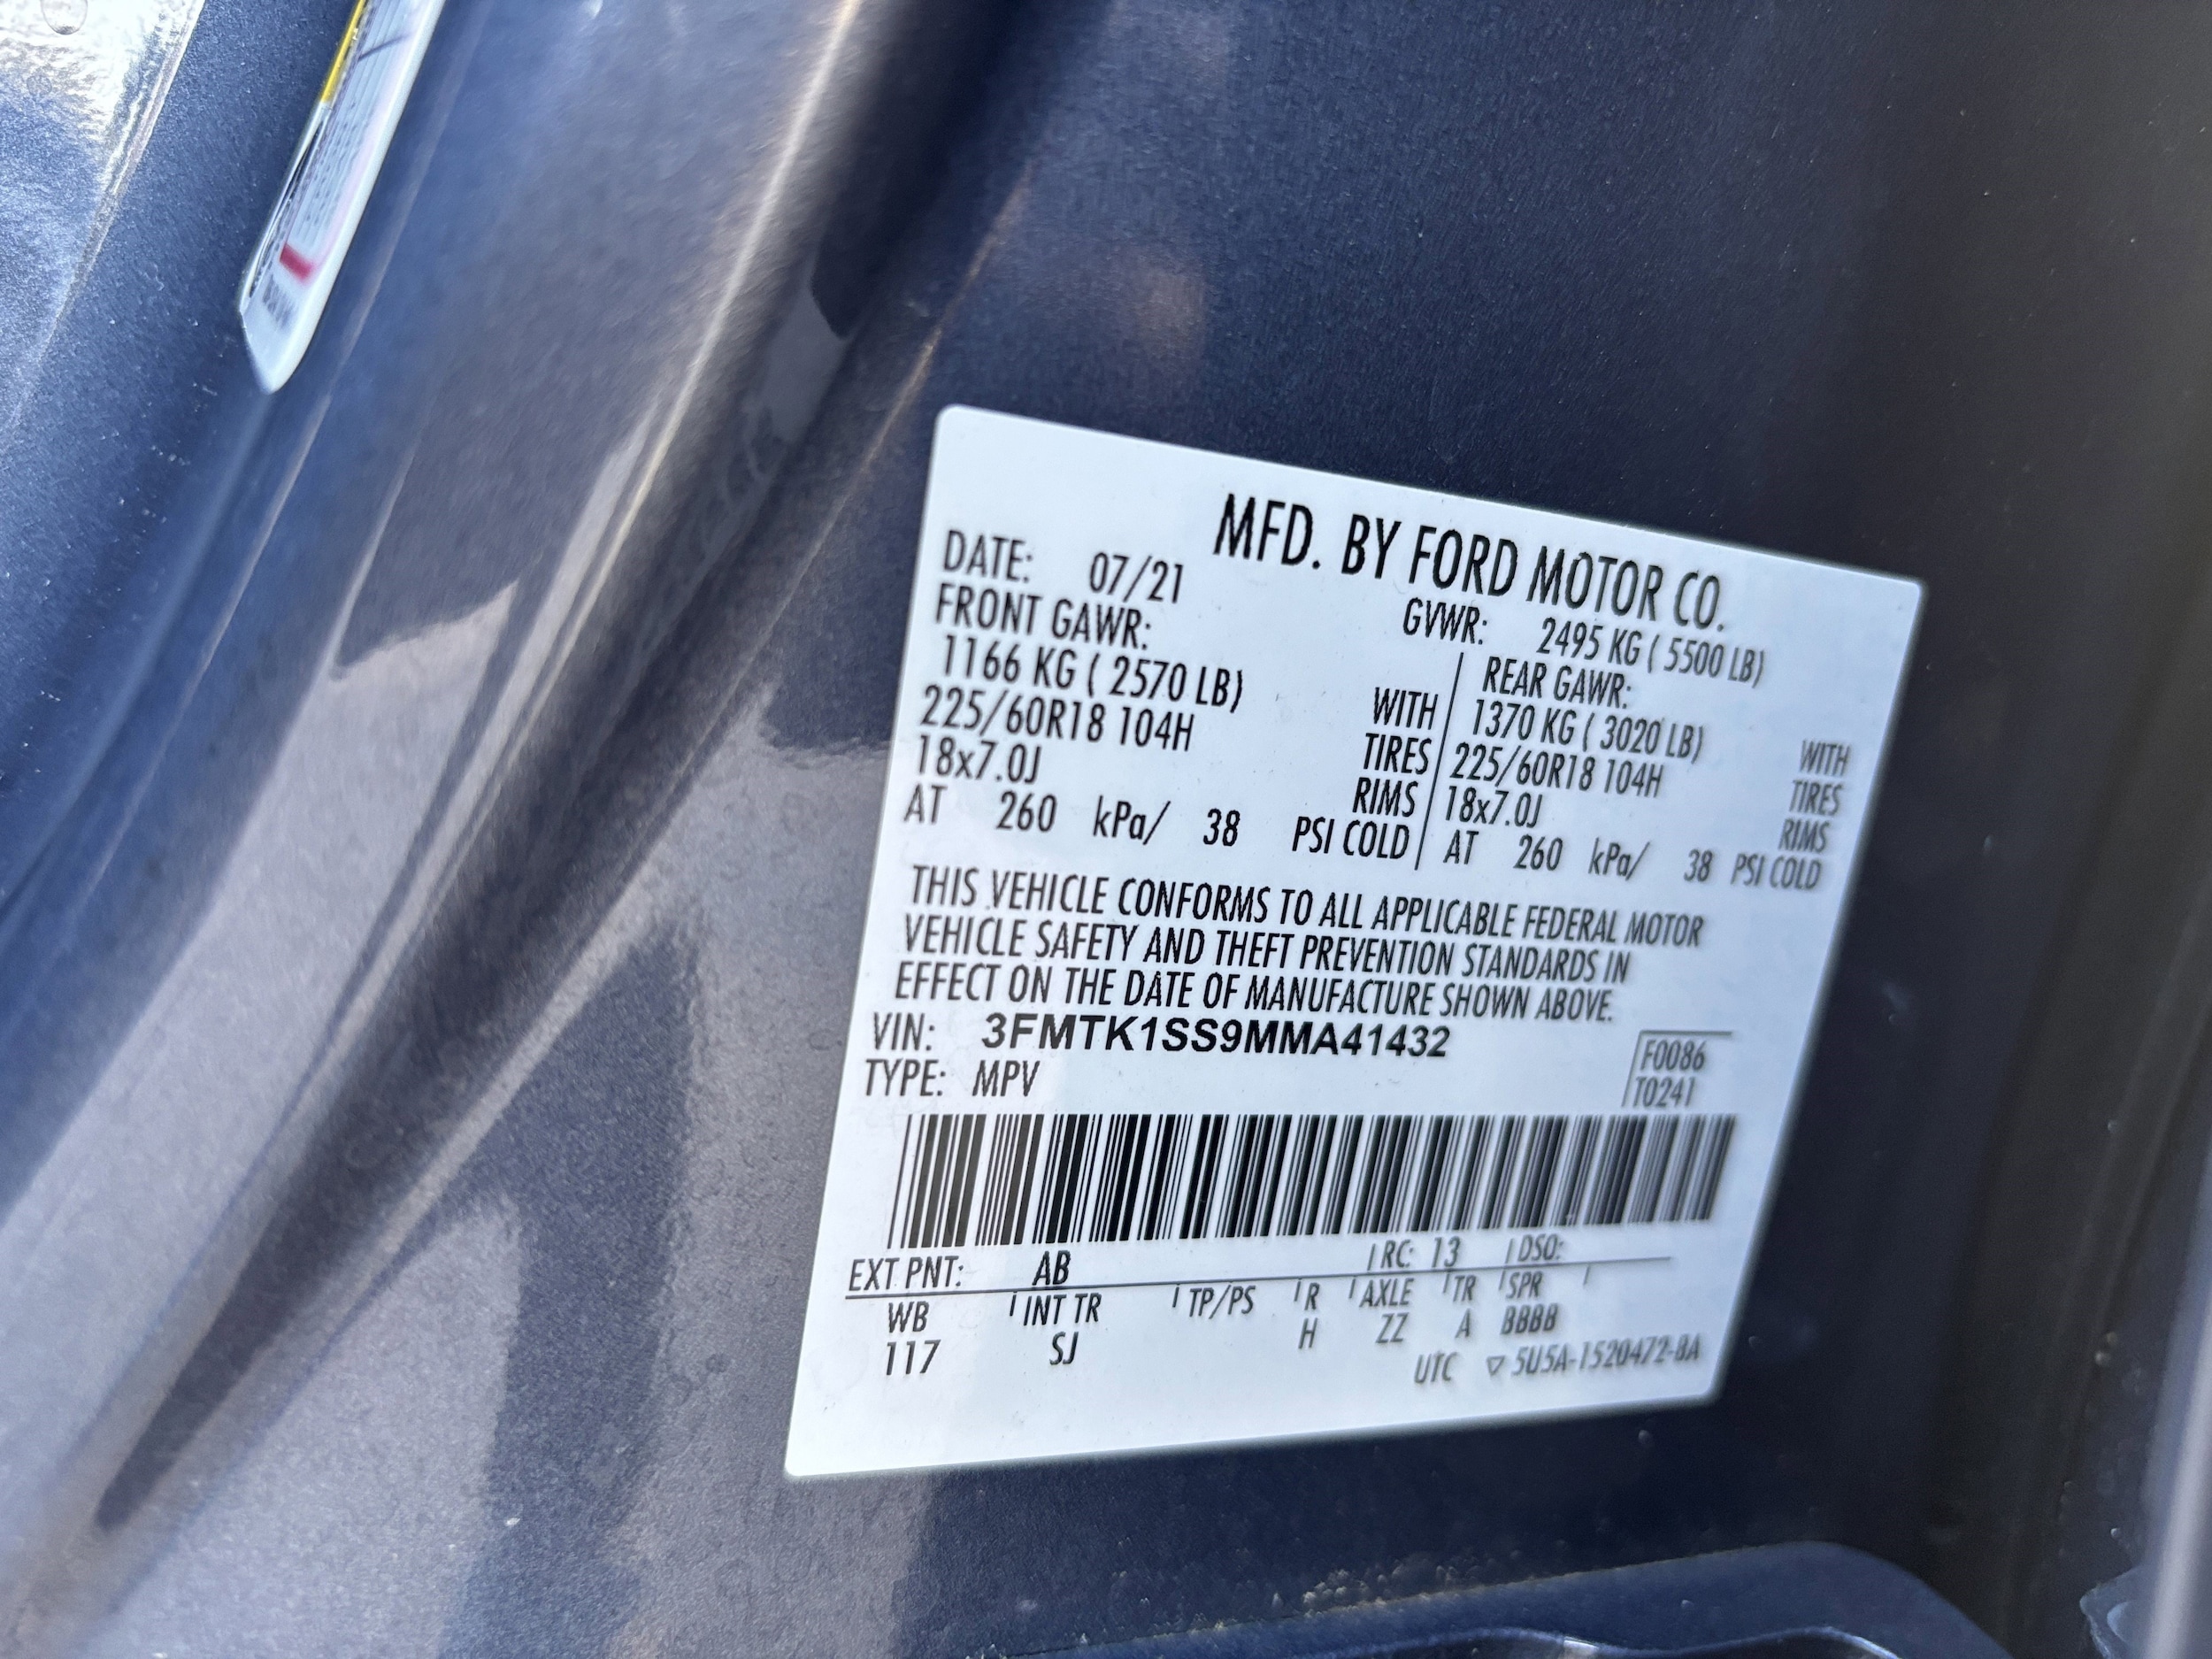 MFD. BY FORD MOTOR CO.
DATE: 07/21 GVWR: 2495 KG ( 5500 LB)
FRONT GAWR: REAR GAWR:
1166 KG ( 2570 LB) WITH 1370 KG ( 3020 LB) WITH
225/60R18 104H TIRES 225/60R18 104H TIRES
18x7.0J RIMS 18x7.0J RIMS
AT 260 kPa/ 38 PSI COLD AT 260 kPa/ 38 PSI COLD
THIS VEHICLE CONFORMS TO ALL APPLICABLE FEDERAL MOTOR
VEHICLE SAFETY AND THEFT PREVENTION STANDARDS IN
EFFECT ON THE DATE OF MANUFACTURE SHOWN ABOVE.
VIN: 3FMTK1SS9MMA41432
TYPE: MPV
F0086
T0241
EXT PNT: AB RC: 13 DSO:
WB INT TR TP/PS R AXLE TR SPR
117 SJ H ZZ A BBBB
UTC ▽ 5U5A-1520472-BA